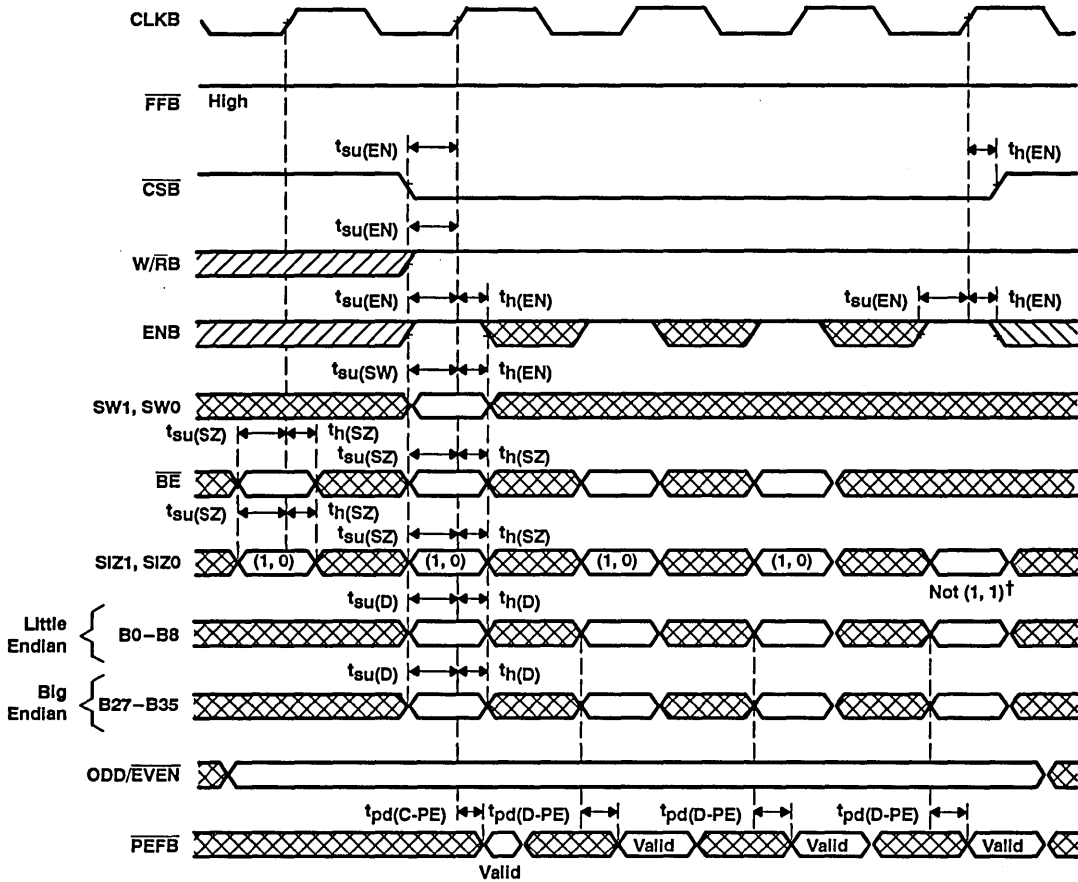 CLKB
FFB High
tsu(EN) th(EN)
CSB
tsu(EN)
W/RB
tsu(EN) th(EN) tsu(EN) th(EN)
ENB
tsu(SW) th(EN)
SW1, SW0
tsu(SZ) th(SZ)
tsu(SZ) th(SZ)
BE
tsu(SZ) th(SZ)
tsu(SZ) th(SZ)
SIZ1, SIZ0 (1, 0) (1, 0) (1, 0) (1, 0)
Not (1, 1)†
tsu(D) th(D)
Little Endian B0–B8
tsu(D) th(D)
Big Endian B27–B35
ODD/EVEN
tpd(C-PE) tpd(D-PE) tpd(D-PE) tpd(D-PE)
PEFB Valid Valid Valid
Valid